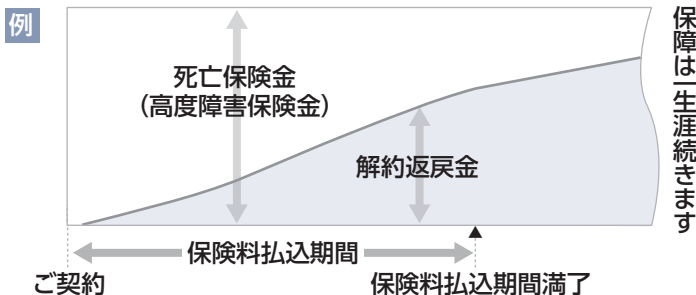 例
死亡保険金
（高度障害保険金）
解約返戻金
保険料払込期間
ご契約
保険料払込期間満了
保障は一生涯続きます